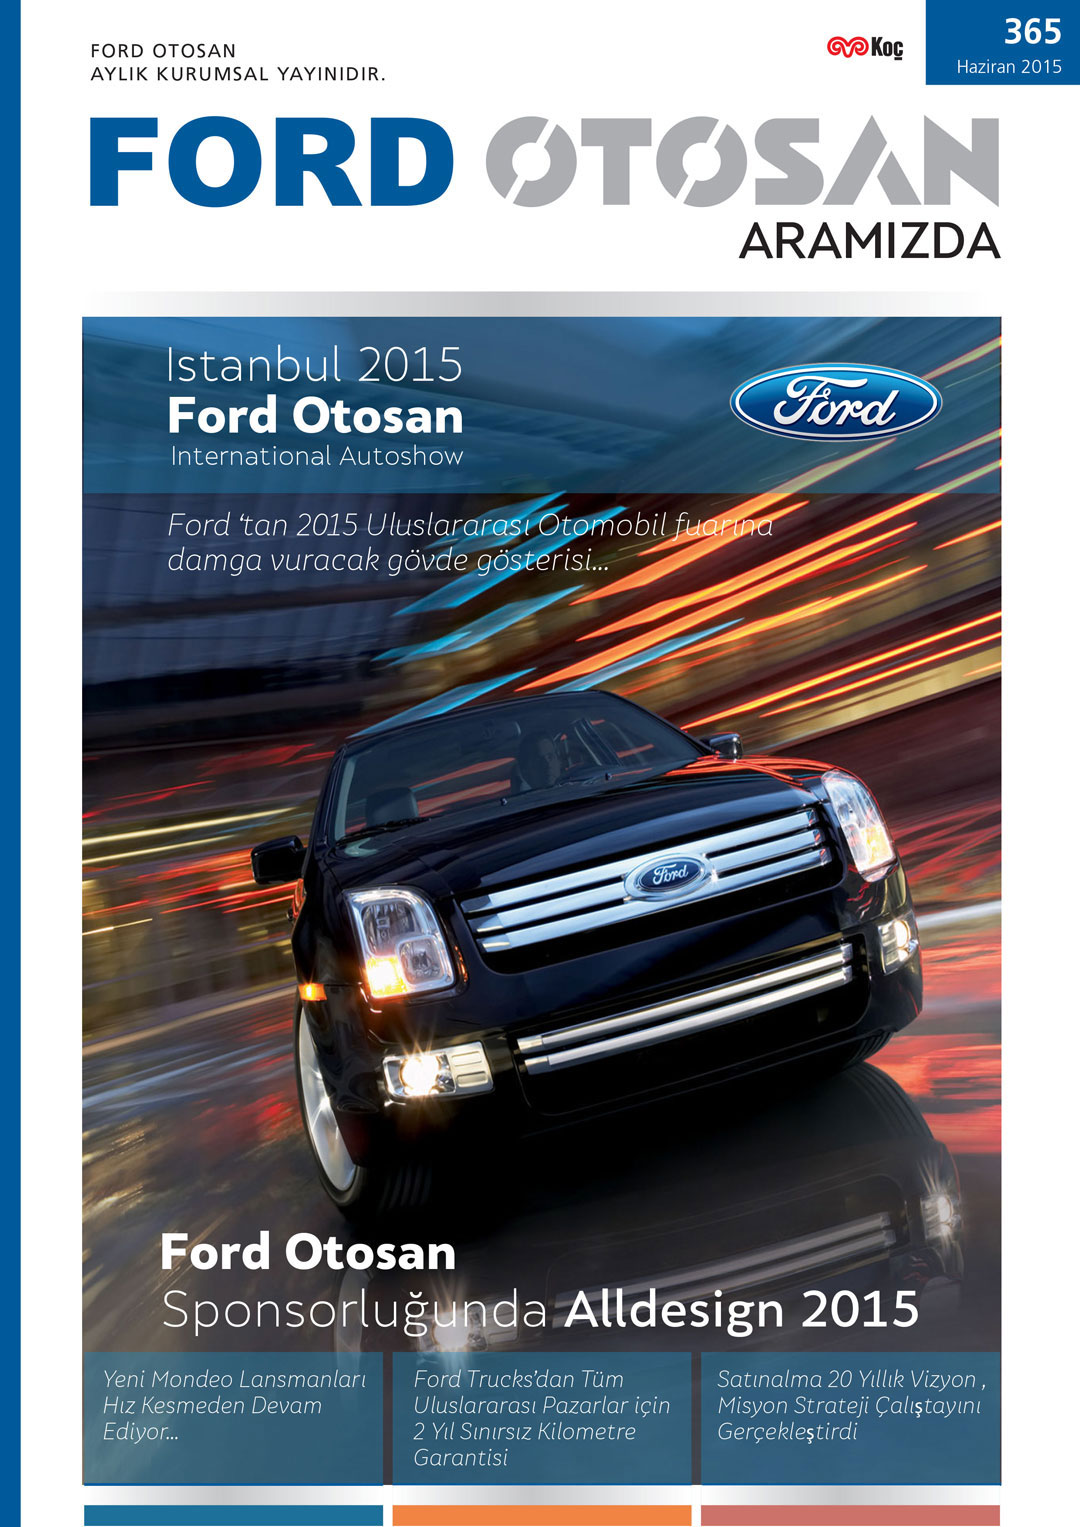 FORD OTOSAN
AYLIK KURUMSAL YAYINIDIR.
Koç
365
Haziran 2015
FORD OTOSAN
ARAMIZDA
Istanbul 2015
Ford Otosan
International Autoshow
Ford
Ford ‘tan 2015 Uluslararası Otomobil fuarına
damga vuracak gövde gösterisi...
Ford
Ford Otosan
Sponsorluğunda Alldesign 2015
Yeni Mondeo Lansmanları
Hız Kesmeden Devam
Ediyor...
Ford Trucks’dan Tüm
Uluslararası Pazarlar için
2 Yıl Sınırsız Kilometre
Garantisi
Satınalma 20 Yıllık Vizyon ,
Misyon Strateji Çalıştayını
Gerçekleştirdi